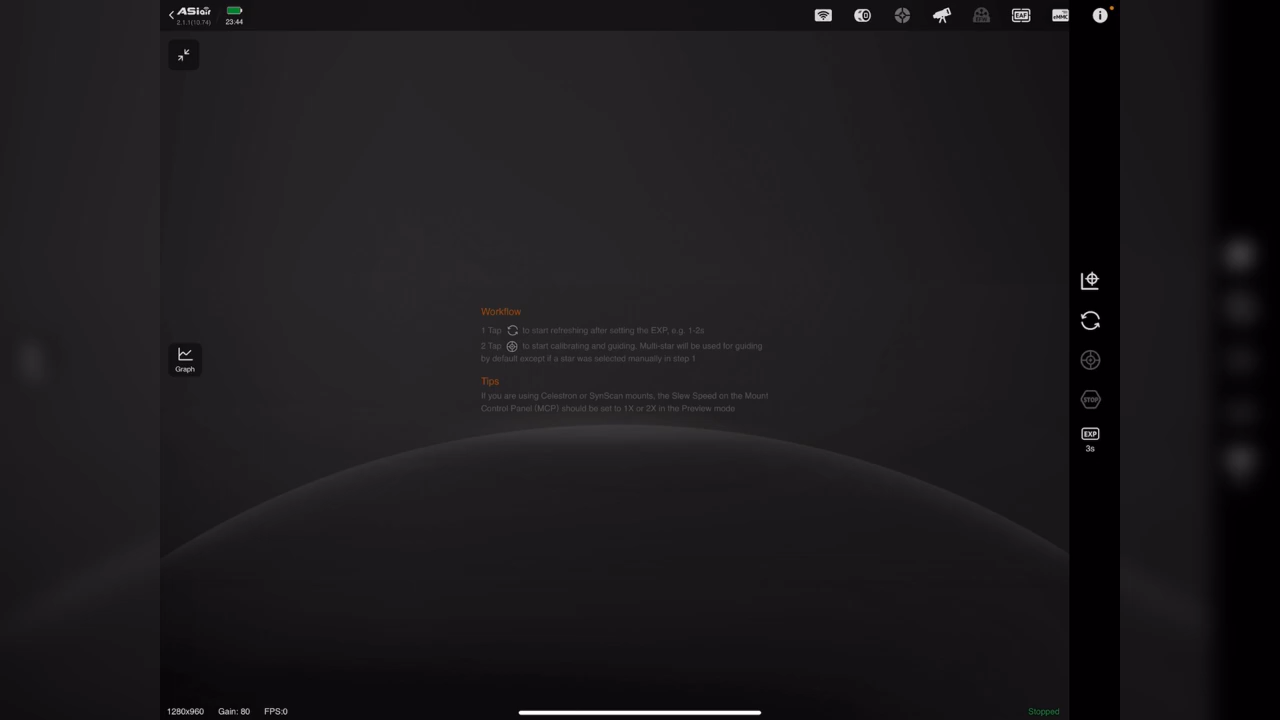 ASIair
2.1.1(10.74)
23:44
EAF
eMMC
Workflow
1 Tap to start refreshing after setting the EXP, e.g. 1-2s
2 Tap to start calibrating and guiding. Multi-star will be used for guiding
by default except if a star was selected manually in step 1
Tips
If you are using Celestron or SynScan mounts, the Slew Speed on the Mount
Control Panel (MCP) should be set to 1X or 2X in the Preview mode
Graph
STOP
EXP
3s
1280x960 Gain: 80 FPS:0
Stopped